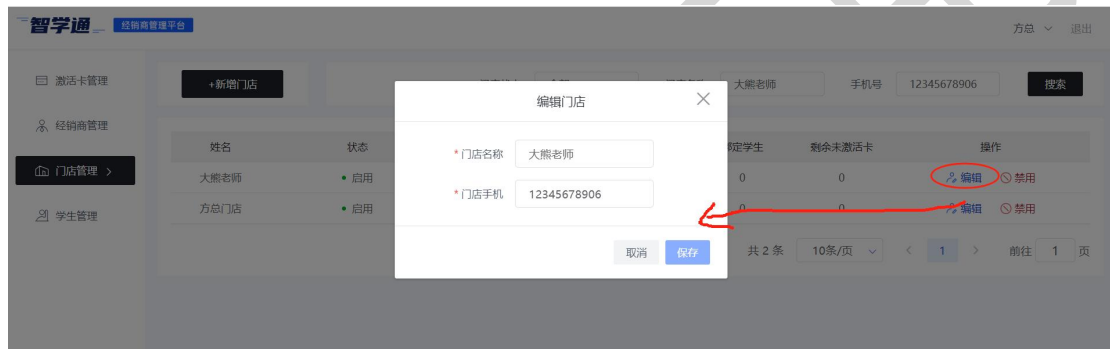 智学通 经销商管理平台 方总 退出
激活卡管理 +新增门店 大熊老师 手机号 12345678906 搜索
编辑门店
经销商管理
姓名 状态 绑定学生 剩余未激活卡 操作
* 门店名称 大熊老师
门店管理 >
大熊老师 启用 0 0 编辑 禁用
* 门店手机 12345678906
学生管理
方总门店 启用 0 0 编辑 禁用
取消 保存 共 2 条 10条/页 < 1 > 前往 1 页